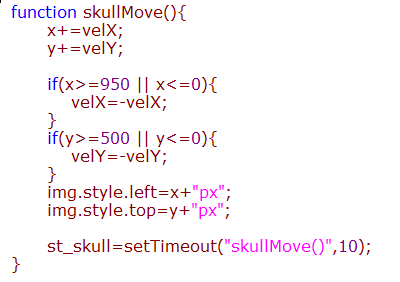 function skullMove(){
x+=velX;
y+=velY;
if(x>=950 || x<=0){
velX=-velX;
}
if(y>=500 || y<=0){
velY=-velY;
}
img.style.left=x+"px";
img.style.top=y+"px";
st_skull=setTimeout("skullMove()",10);
}